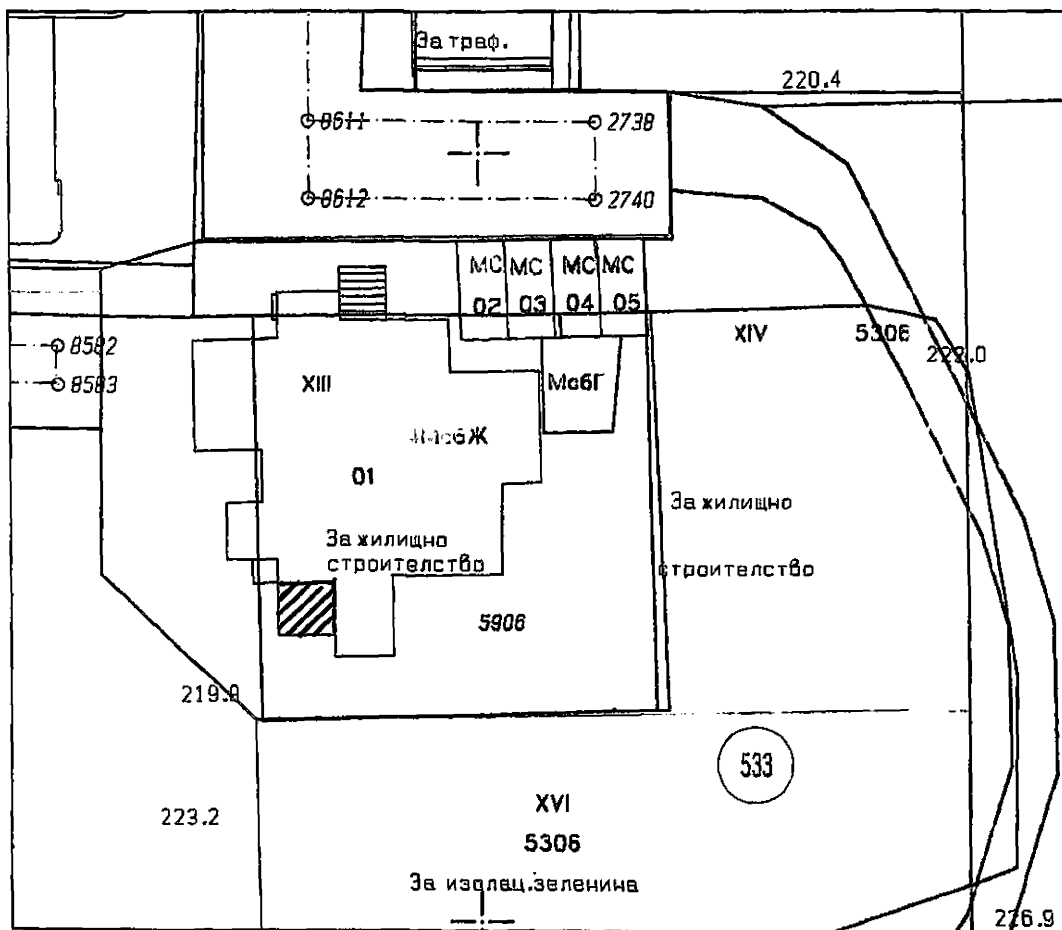 За траф.
220.4
8611
2738
8612
2740
МС МС МС МС
02 03 04 05
XIV 5306
8582
222.0
8583
XIII
МобГ
01
За жилищно
За жилищно
строителство
строителство
5906
219.0
533
XVI
223.2
5306
За изолац.зеленина
226.9